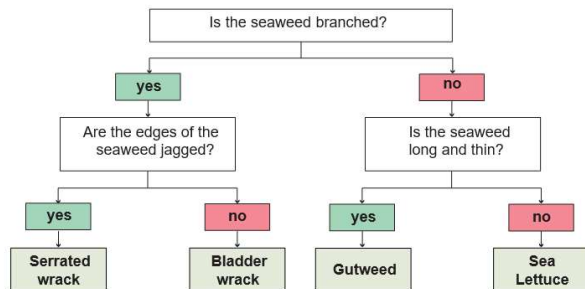 Is the seaweed branched?
yes
no
Are the edges of the
seaweed jagged?
Is the seaweed
long and thin?
yes
no
yes
no
Serrated
wrack
Bladder
wrack
Gutweed
Sea
Lettuce